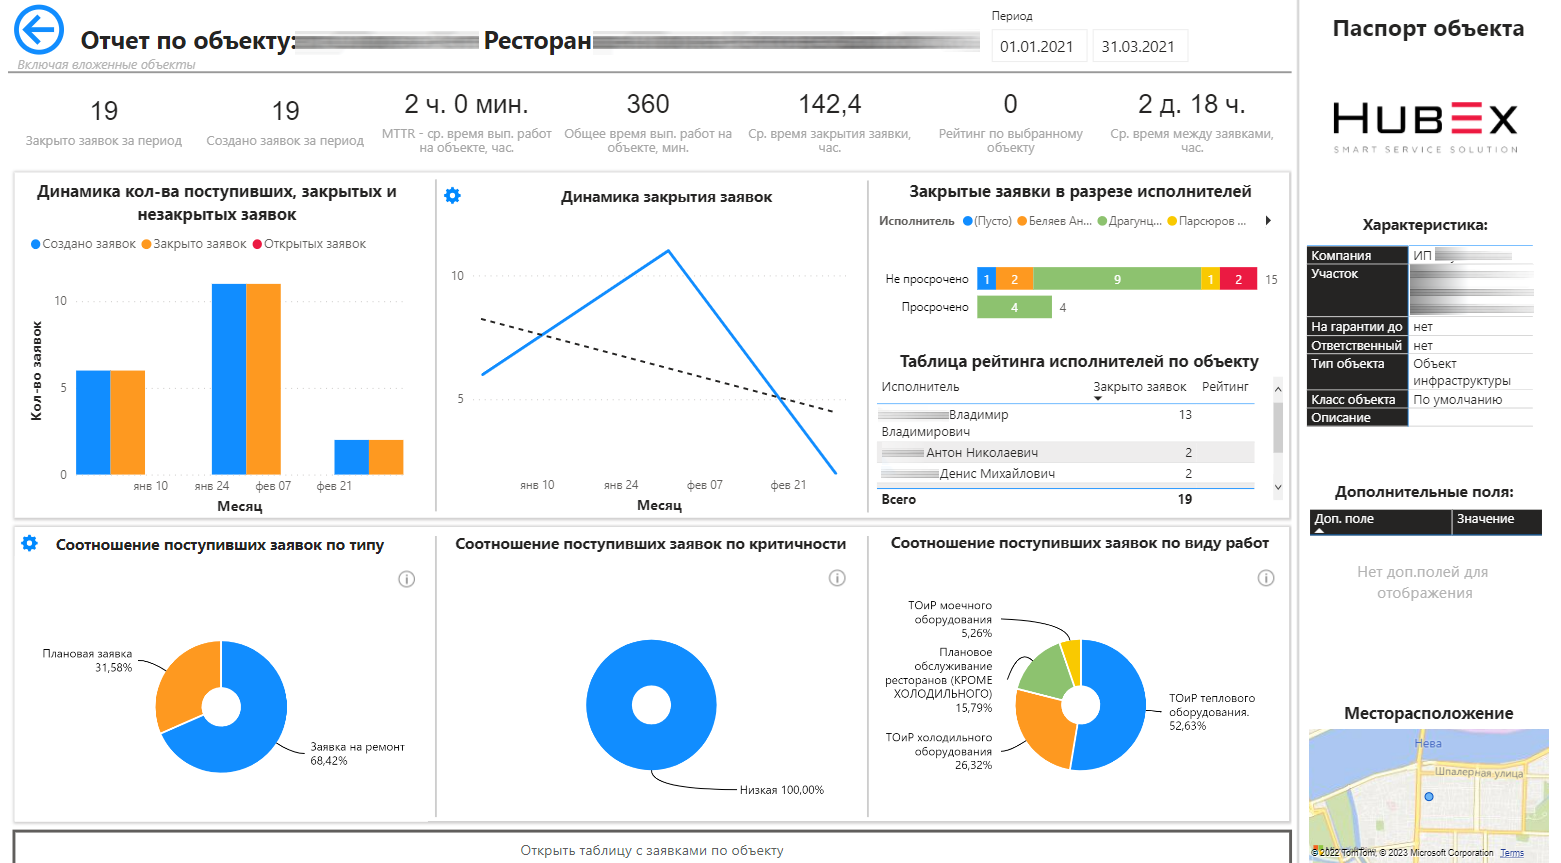 Отчет по объекту: Ресторан
Включая вложенные объекты
Период
01.01.2021 31.03.2021
19
Закрыто заявок за период
19
Создано заявок за период
2 ч. 0 мин.
MTTR - ср. время вып. работ
на объекте, час.
360
Общее время вып. работ на
объекте, мин.
142,4
Ср. время закрытия заявки,
час.
0
Рейтинг по выбранному
объекту
2 д. 18 ч.
Ср. время между заявками,
час.
Динамика кол-ва поступивших, закрытых и
незакрытых заявок
Создано заявок Закрыто заявок Открытых заявок
Кол-во заявок
10
5
0
янв 10 янв 24 фев 07 фев 21
Месяц
Динамика закрытия заявок
10
5
янв 10 янв 24 фев 07 фев 21
Месяц
Закрытые заявки в разрезе исполнителей
Исполнитель (Пусто) Беляев Ан... Драгунц... Парсюров ...
Не просрочено 1 2 9 1 2 15
Просрочено 4 4
Таблица рейтинга исполнителей по объекту
Исполнитель Закрыто заявок Рейтинг
Владимир 13
Владимирович
Антон Николаевич 2
Денис Михайлович 2
Всего 19
Соотношение поступивших заявок по типу
Плановая заявка
31,58%
Заявка на ремонт
68,42%
Соотношение поступивших заявок по критичности
Низкая 100,00%
Соотношение поступивших заявок по виду работ
ТОиР моечного
оборудования
5,26%
Плановое
обслуживание
ресторанов (КРОМЕ
ХОЛОДИЛЬНОГО)
15,79%
ТОиР холодильного
оборудования
26,32%
ТОиР теплового
оборудования.
52,63%
Открыть таблицу с заявками по объекту
Паспорт объекта
HUBEX
SMART SERVICE SOLUTION
Характеристика:
Компания ИП
Участок
На гарантии до нет
Ответственный нет
Тип объекта Объект
инфраструктуры
Класс объекта По умолчанию
Описание
Дополнительные поля:
Доп. поле Значение
Нет доп.полей для
отображения
Месторасположение
Нева
Шпалерная улица
© 2022 TomTom, © 2023 Microsoft Corporation Terms